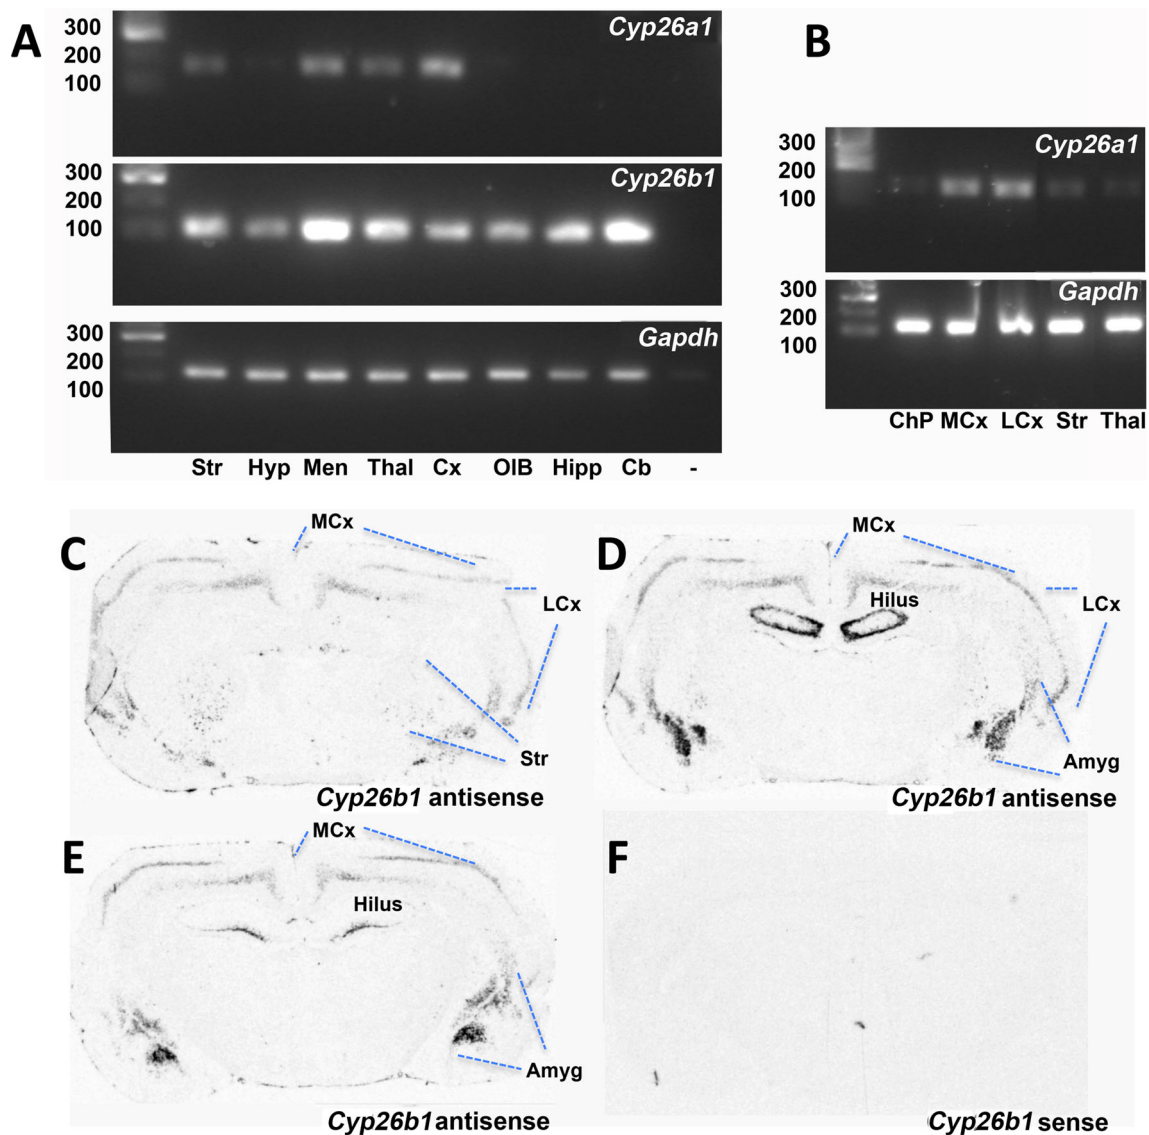 A
300
200
100
Cyp26a1
300
200
100
Cyp26b1
300
200
100
Gapdh
Str Hyp Men Thal Cx OlB Hipp Cb -
B
300
200
100
Cyp26a1
300
200
100
Gapdh
ChP MCx LCx Str Thal
C
MCx
LCx
Str
Cyp26b1 antisense
D
MCx
Hilus
LCx
Amyg
Cyp26b1 antisense
E
MCx
Hilus
Amyg
Cyp26b1 antisense
F
Cyp26b1 sense